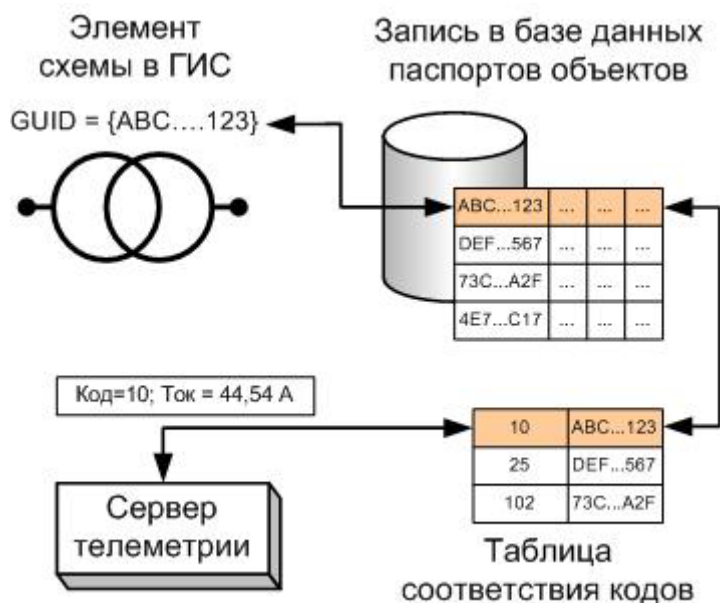 Элемент
схемы в ГИС
GUID = {ABC....123}
Запись в базе данных
паспортов объектов
ABC...123 ... ... ...
DEF...567 ... ... ...
73C...A2F ... ... ...
4E7...C17 ... ... ...
Код=10; Ток = 44,54 А
10 ABC...123
25 DEF...567
102 73C...A2F
Сервер
телеметрии
Таблица
соответствия кодов